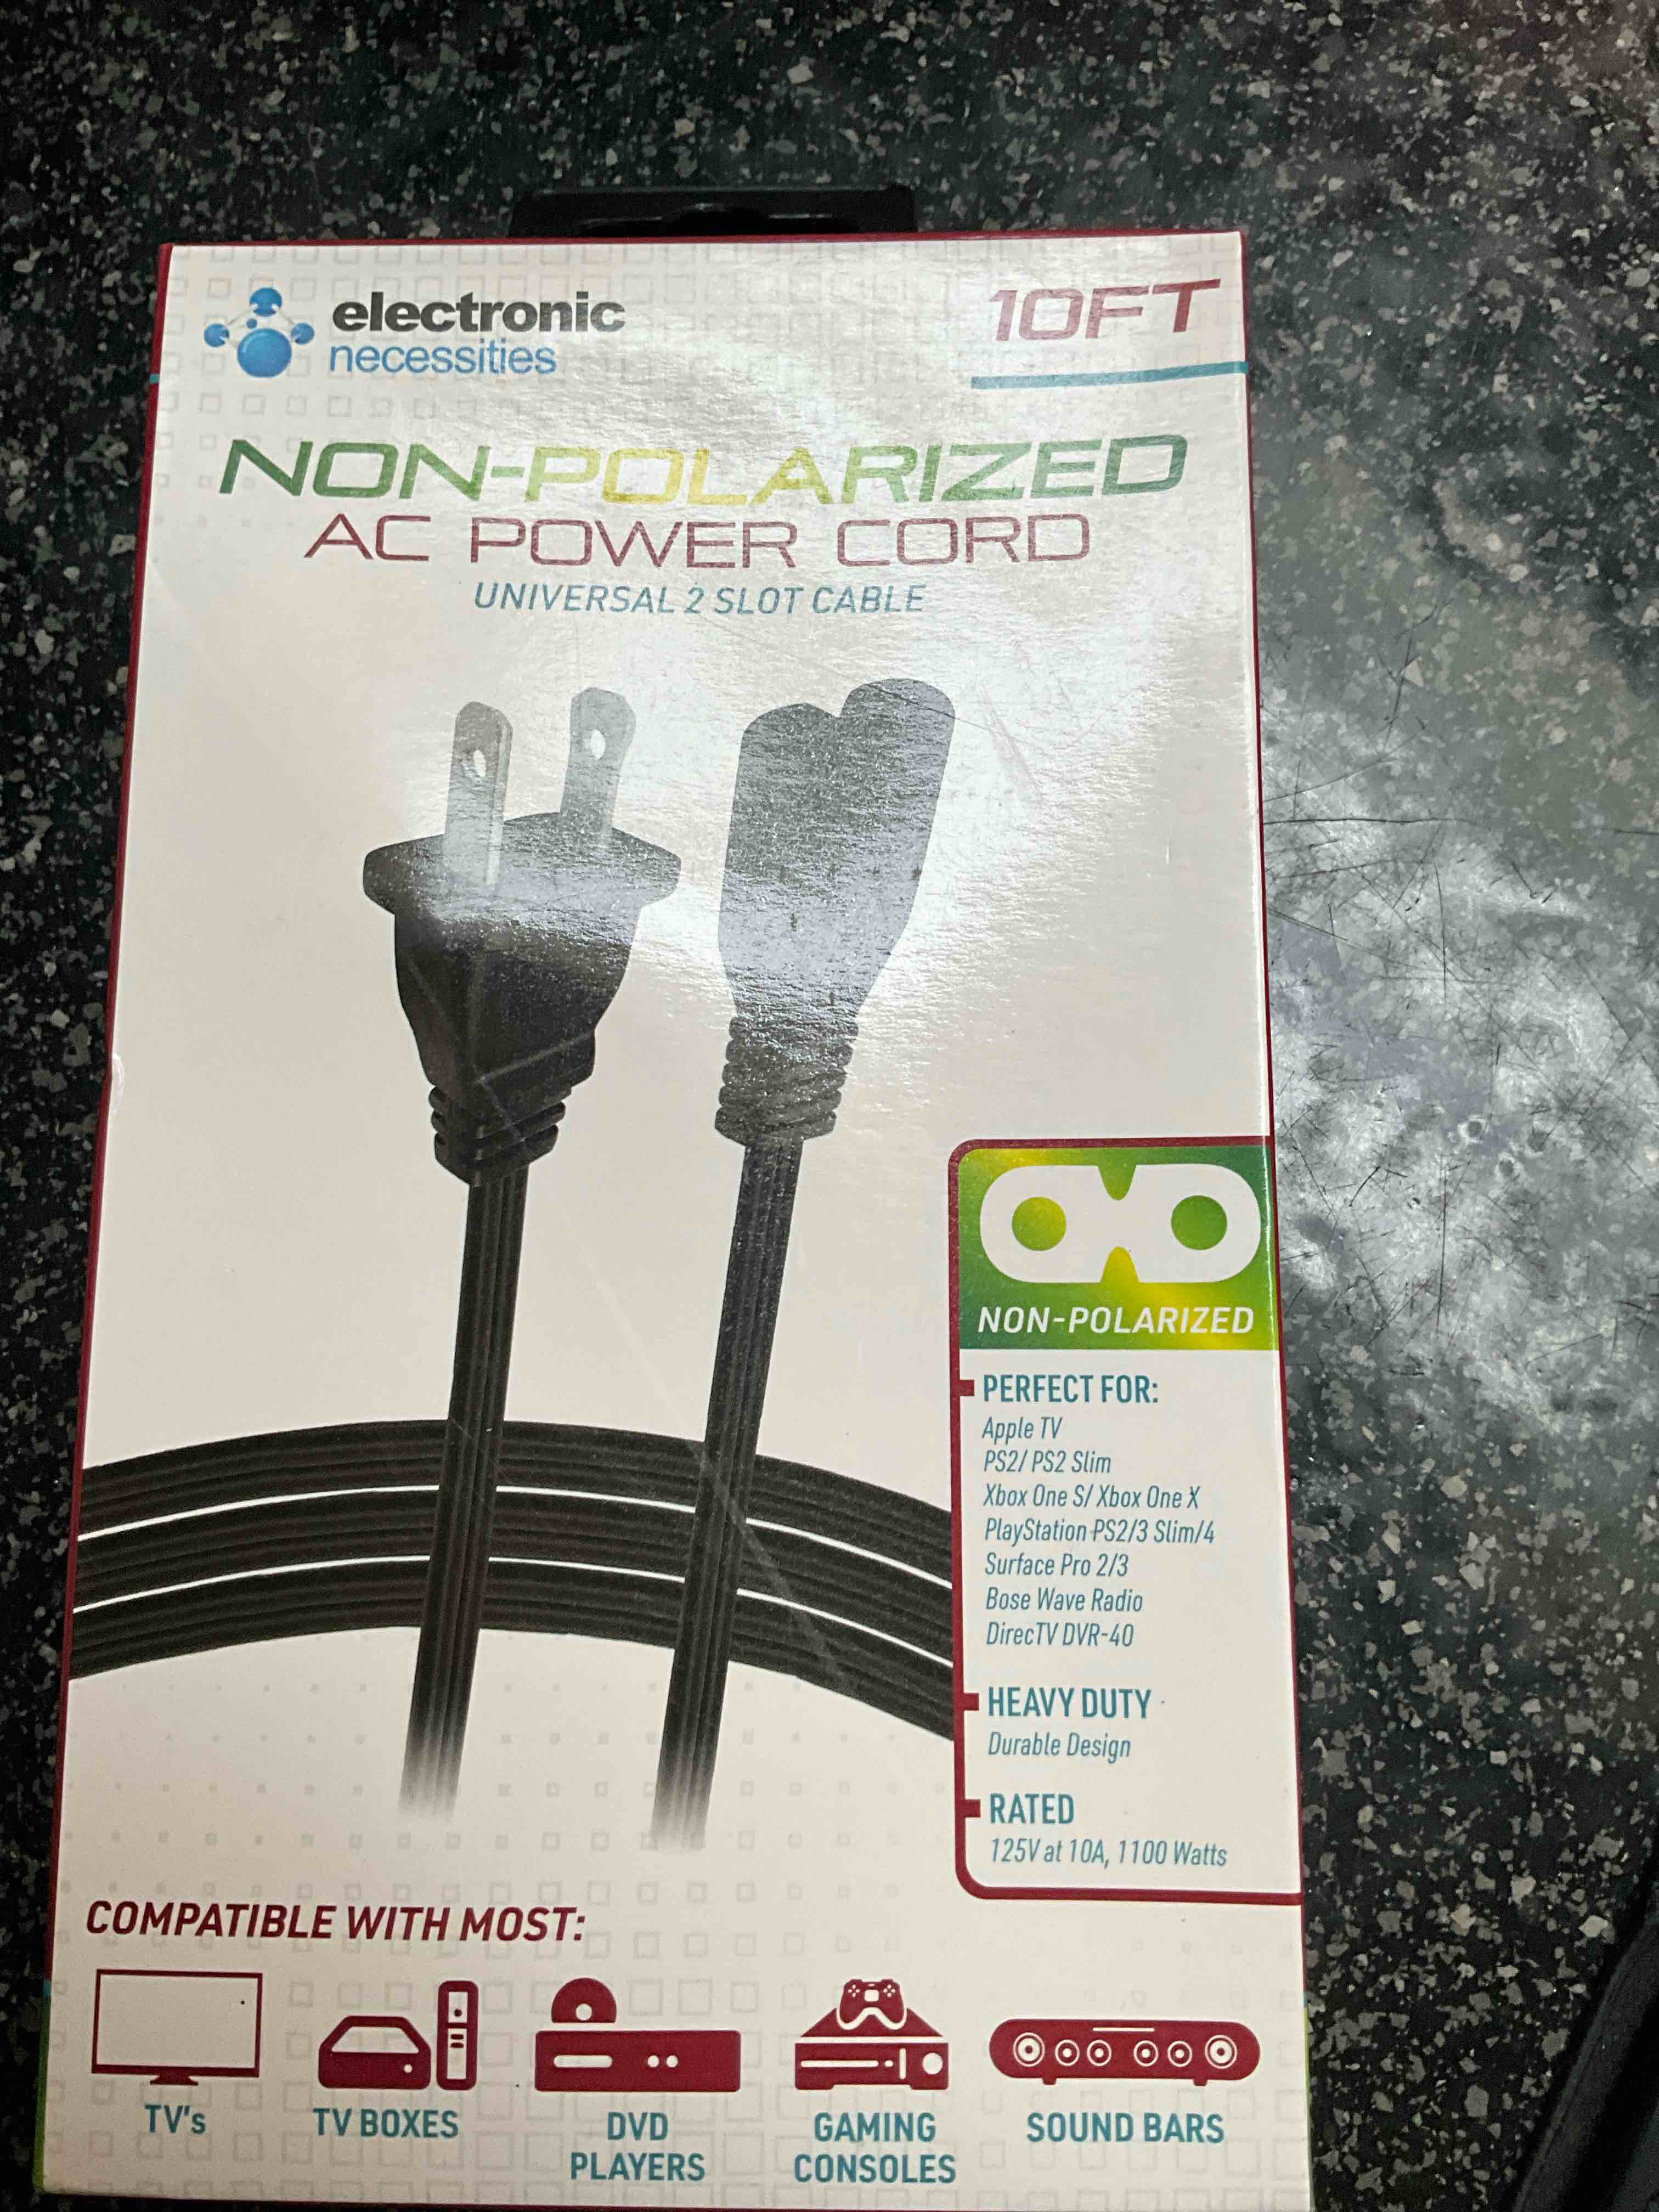 electronic
necessities
10FT
NON-POLARIZED
AC POWER CORD
UNIVERSAL 2 SLOT CABLE
NON-POLARIZED
PERFECT FOR:
Apple TV
PS2/ PS2 Slim
Xbox One S/ Xbox One X
PlayStation PS2/3 Slim/4
Surface Pro 2/3
Bose Wave Radio
DirecTV DVR-40
HEAVY DUTY
Durable Design
RATED
125V at 10A, 1100 Watts
COMPATIBLE WITH MOST:
TV's
TV BOXES
DVD
PLAYERS
GAMING
CONSOLES
SOUND BARS